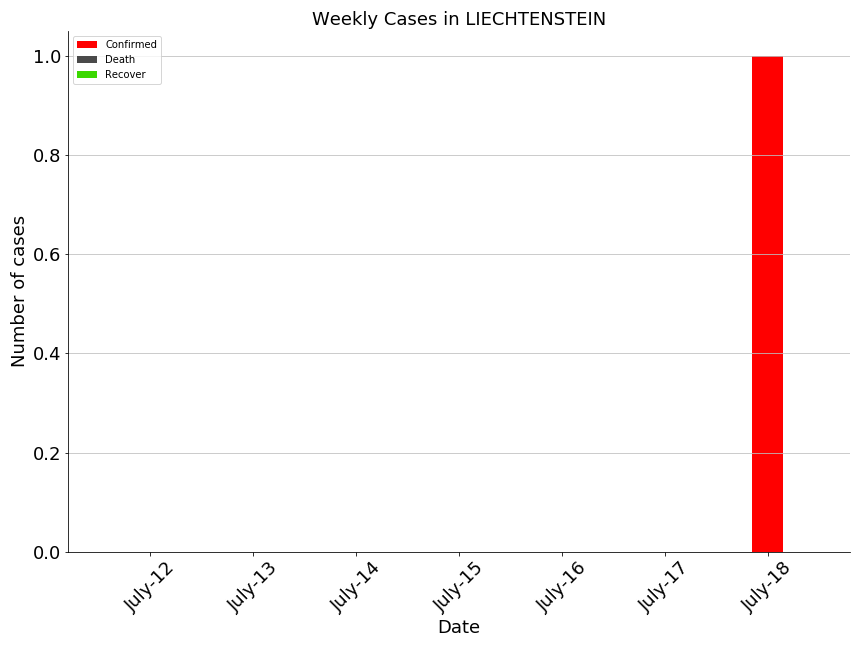 Weekly Cases in LIECHTENSTEIN
Confirmed
Death
Recover
1.0
0.8
0.6
0.4
0.2
0.0
Number of cases
July-12
July-13
July-14
July-15
July-16
July-17
July-18
Date